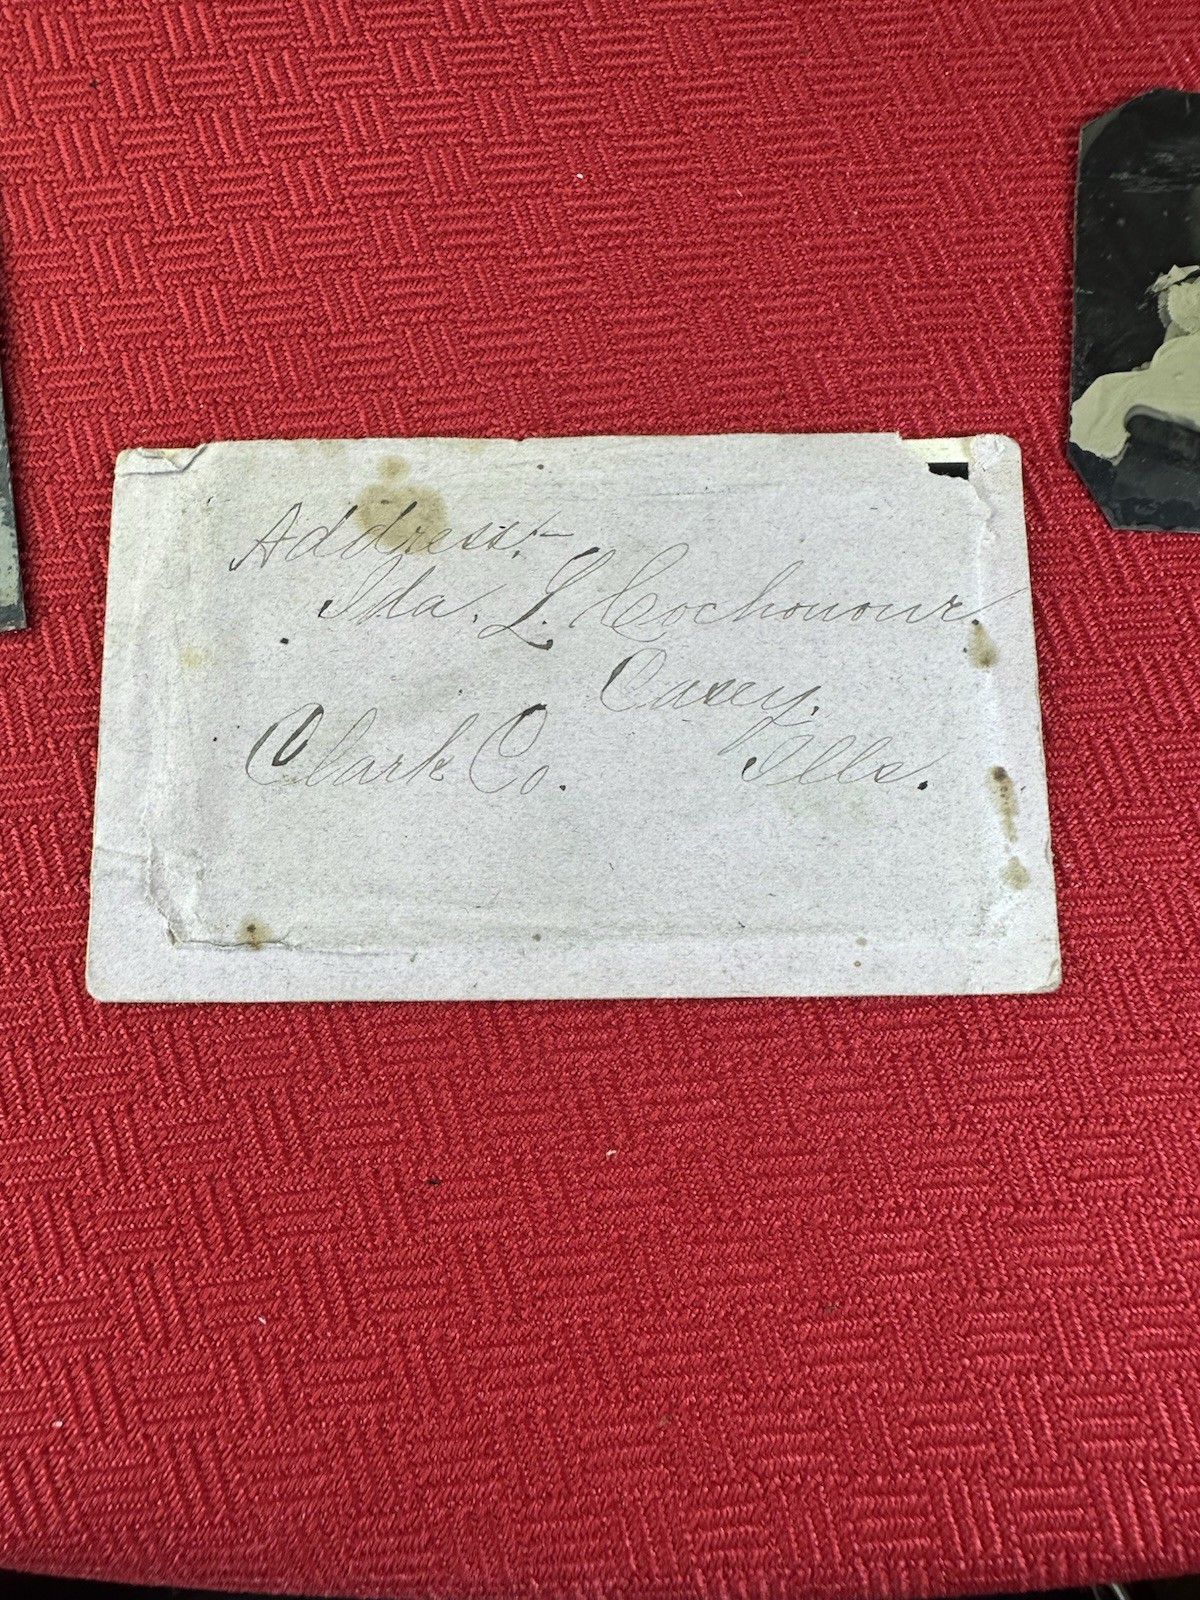 Address:-
Ida. L. Cochonour.
Casey,
Clark Co. Ills.